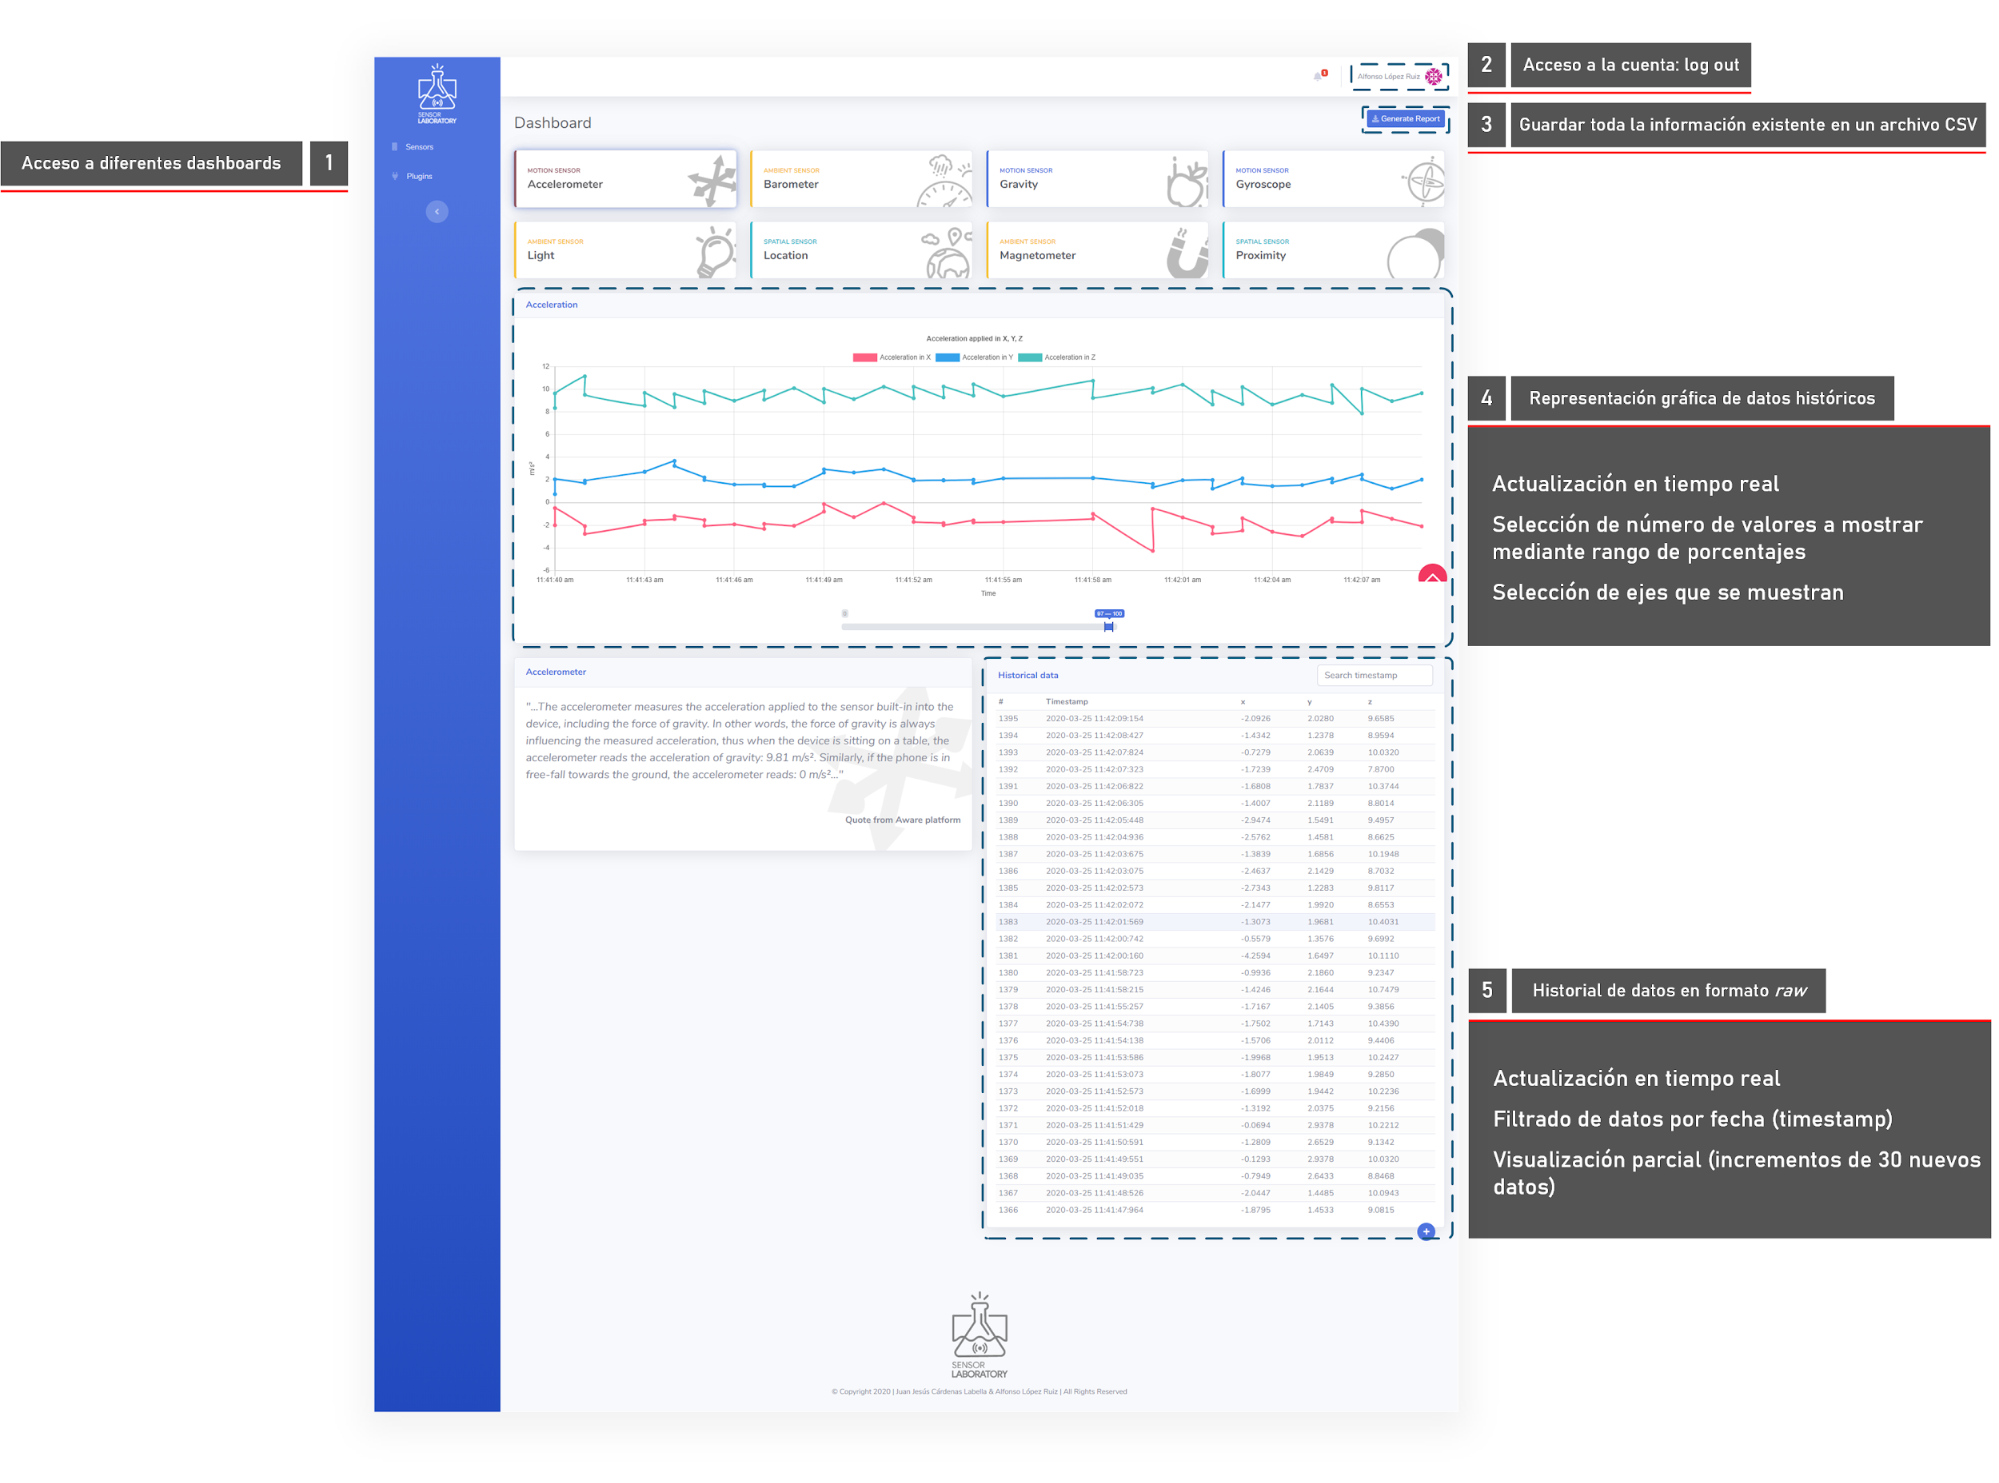 SENSOR
LABORATORY
Sensors
Plugins
Acceso a diferentes dashboards 1
Alfonso López Ruiz
2 Acceso a la cuenta: log out
Dashboard
Generate Report
3 Guardar toda la información existente en un archivo CSV
MOTION SENSOR
Accelerometer
AMBIENT SENSOR
Barometer
MOTION SENSOR
Gravity
MOTION SENSOR
Gyroscope
AMBIENT SENSOR
Light
SPATIAL SENSOR
Location
AMBIENT SENSOR
Magnetometer
SPATIAL SENSOR
Proximity
Acceleration
Acceleration applied in X, Y, Z
Acceleration in X Acceleration in Y Acceleration in Z
12
10
8
6
4
2
0
-2
-4
-6
m/s²
11:41:40 am 11:41:43 am 11:41:46 am 11:41:49 am 11:41:52 am 11:41:55 am 11:41:58 am 11:42:01 am 11:42:04 am 11:42:07 am
Time
97 — 100
4 Representación gráfica de datos históricos
Actualización en tiempo real
Selección de número de valores a mostrar
mediante rango de porcentajes
Selección de ejes que se muestran
Accelerometer
"...The accelerometer measures the acceleration applied to the sensor built-in into the
device, including the force of gravity. In other words, the force of gravity is always
influencing the measured acceleration, thus when the device is sitting on a table, the
accelerometer reads the acceleration of gravity: 9.81 m/s². Similarly, if the phone is in
free-fall towards the ground, the accelerometer reads: 0 m/s²..."
Quote from Aware platform
Historical data Search timestamp
# Timestamp x y z
1395 2020-03-25 11:42:09:154 -2.0926 2.0280 9.6585
1394 2020-03-25 11:42:08:427 -1.4342 1.2378 8.9594
1393 2020-03-25 11:42:07:824 -0.7279 2.0639 10.0320
1392 2020-03-25 11:42:07:323 -1.7239 2.4709 7.8700
1391 2020-03-25 11:42:06:822 -1.6808 1.7837 10.3744
1390 2020-03-25 11:42:06:305 -1.4007 2.1189 8.8014
1389 2020-03-25 11:42:05:448 -2.9474 1.5491 9.4957
1388 2020-03-25 11:42:04:936 -2.5762 1.4581 8.6625
1387 2020-03-25 11:42:03:675 -1.3839 1.6856 10.1948
1386 2020-03-25 11:42:03:075 -2.4637 2.1429 8.7032
1385 2020-03-25 11:42:02:573 -2.7343 1.2283 9.8117
1384 2020-03-25 11:42:02:072 -2.1477 1.9920 8.6553
1383 2020-03-25 11:42:01:569 -1.3073 1.9681 10.4031
1382 2020-03-25 11:42:00:742 -0.5579 1.3576 9.6992
1381 2020-03-25 11:42:00:160 -4.2594 1.6497 10.1110
1380 2020-03-25 11:41:58:723 -0.9936 2.1860 9.2347
1379 2020-03-25 11:41:58:215 -1.4246 2.1644 10.7479
1378 2020-03-25 11:41:55:257 -1.7167 2.1405 9.3856
1377 2020-03-25 11:41:54:738 -1.7502 1.7143 10.4390
1376 2020-03-25 11:41:54:138 -1.5706 2.0112 9.4406
1375 2020-03-25 11:41:53:586 -1.9968 1.9513 10.2427
1374 2020-03-25 11:41:53:073 -1.8077 1.9849 9.2850
1373 2020-03-25 11:41:52:573 -1.6999 1.9442 10.2236
1372 2020-03-25 11:41:52:018 -1.3192 2.0375 9.2156
1371 2020-03-25 11:41:51:429 -0.0694 2.9378 10.2212
1370 2020-03-25 11:41:50:591 -1.2809 2.6529 9.1342
1369 2020-03-25 11:41:49:551 -0.1293 2.9378 10.0320
1368 2020-03-25 11:41:49:035 -0.7949 2.6433 8.8468
1367 2020-03-25 11:41:48:526 -2.0447 1.4485 10.0943
1366 2020-03-25 11:41:47:964 -1.8795 1.4533 9.0815
5 Historial de datos en formato raw
Actualización en tiempo real
Filtrado de datos por fecha (timestamp)
Visualización parcial (incrementos de 30 nuevos
datos)
SENSOR
LABORATORY
© Copyright 2020 | Juan Jesús Cárdenas Labella & Alfonso López Ruiz | All Rights Reserved